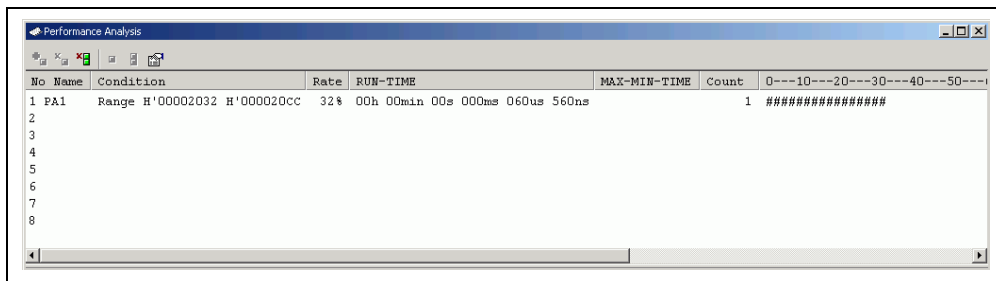 Performance Analysis
No Name Condition Rate RUN-TIME MAX-MIN-TIME Count 0---10---20---30---40---50---
1 PA1 Range H'00002032 H'000020CC 32% 00h 00min 00s 000ms 060us 560ns 1 ################
2
3
4
5
6
7
8